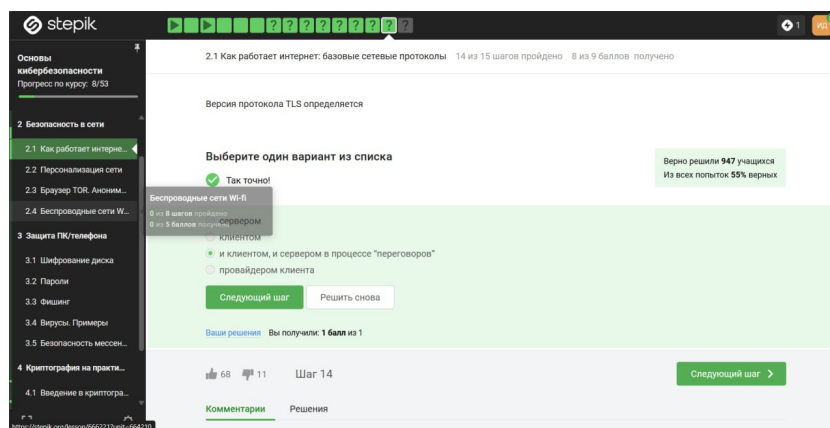 stepik
1
Основы
кибербезопасности
Прогресс по курсу: 8/53
2 Безопасность в сети
2.1 Как работает интерне...
2.2 Персонализация сети
2.3 Браузер TOR. Аноним...
2.4 Беспроводные сети W...
3 Защита ПК/телефона
3.1 Шифрование диска
3.2 Пароли
3.3 Фишинг
3.4 Вирусы. Примеры
3.5 Безопасность мессен...
4 Криптография на практи...
4.1 Введение в криптогра...
Беспроводные сети Wi-fi
0 из 8 шагов пройдено
0 из 5 баллов получено
2.1 Как работает интернет: базовые сетевые протоколы 14 из 15 шагов пройдено 8 из 9 баллов получено
Версия протокола TLS определяется
Выберите один вариант из списка
Так точно!
Верно решили 947 учащихся
Из всех попыток 55% верных
сервером
клиентом
и клиентом, и сервером в процессе "переговоров"
провайдером клиента
Следующий шаг Решить снова
Ваши решения Вы получили: 1 балл из 1
68 11 Шаг 14
Следующий шаг
Комментарии Решения